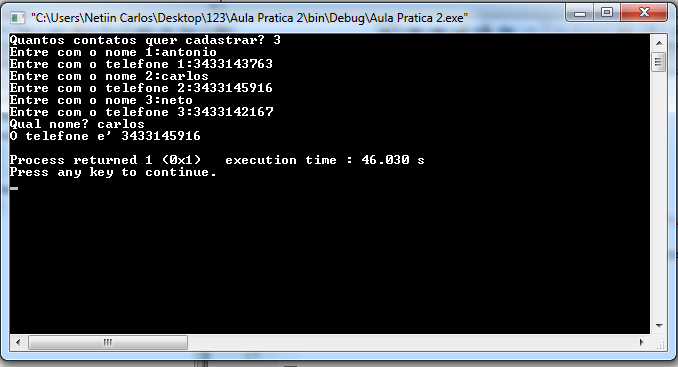 "C:\Users\Netiin Carlos\Desktop\123\Aula Pratica 2\bin\Debug\Aula Pratica 2.exe"
Quantos contatos quer cadastrar? 3
Entre com o nome 1:antonio
Entre com o telefone 1:3433143763
Entre com o nome 2:carlos
Entre com o telefone 2:3433145916
Entre com o nome 3:neto
Entre com o telefone 3:3433142167
Qual nome? carlos
O telefone e' 3433145916
Process returned 1 (0x1)   execution time : 46.030 s
Press any key to continue.